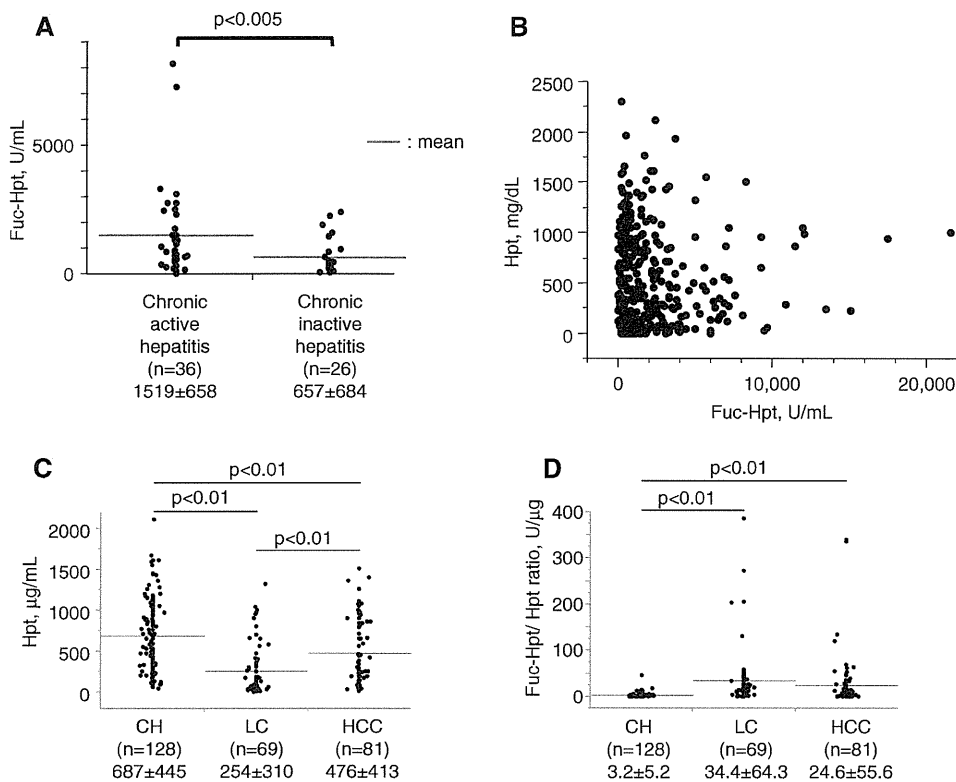 A
p<0.005
Fuc-Hpt, U/mL
5000
0
: mean
Chronic
active
hepatitis
(n=36)
1519±658
Chronic
inactive
hepatitis
(n=26)
657±684
B
Hpt, mg/dL
2500
2000
1500
1000
500
0
0
10,000
20,000
Fuc-Hpt, U/mL
C
p<0.01
p<0.01
p<0.01
Hpt, µg/mL
2000
1500
1000
500
0
CH
(n=128)
687±445
LC
(n=69)
254±310
HCC
(n=81)
476±413
D
p<0.01
p<0.01
Fuc-Hpt/ Hpt ratio, U/µg
400
300
200
100
0
CH
(n=128)
3.2±5.2
LC
(n=69)
34.4±64.3
HCC
(n=81)
24.6±55.6